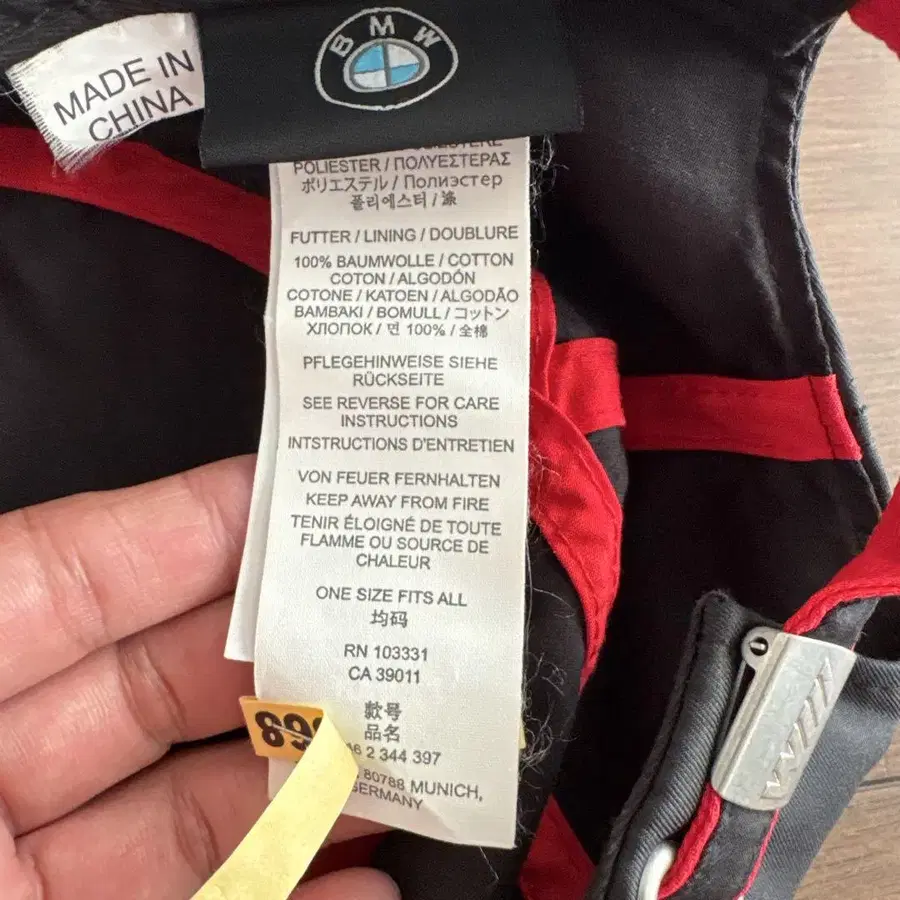 MADE IN
CHINA
BMW
POLIESTER / ΠΟΛΥΕΣΤΕΡΑΣ
ポリエステル / Полиэстер
폴리에스터 / 涤
FUTTER / LINING / DOUBLURE
100% BAUMWOLLE / COTTON
COTON / ALGODÓN
COTONE / KATOEN / ALGODÃO
BAMBAKI / BOMULL / コットン
ХЛОПОК / 면 100% / 全棉
PFLEGEHINWEISE SIEHE
RÜCKSEITE
SEE REVERSE FOR CARE
INSTRUCTIONS
INTSTRUCTIONS D'ENTRETIEN
VON FEUER FERNHALTEN
KEEP AWAY FROM FIRE
TENIR ÉLOIGNÉ DE TOUTE
FLAMME OU SOURCE DE
CHALEUR
ONE SIZE FITS ALL
均码
RN 103331
CA 39011
款号
品名
2 344 397
80788 MUNICH,
GERMANY